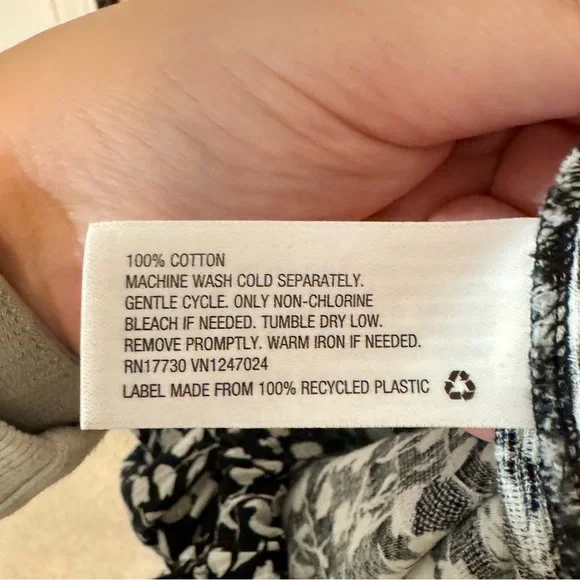 100% COTTON
MACHINE WASH COLD SEPARATELY.
GENTLE CYCLE. ONLY NON-CHLORINE
BLEACH IF NEEDED. TUMBLE DRY LOW.
REMOVE PROMPTLY. WARM IRON IF NEEDED.
RN17730 VN1247024
LABEL MADE FROM 100% RECYCLED PLASTIC